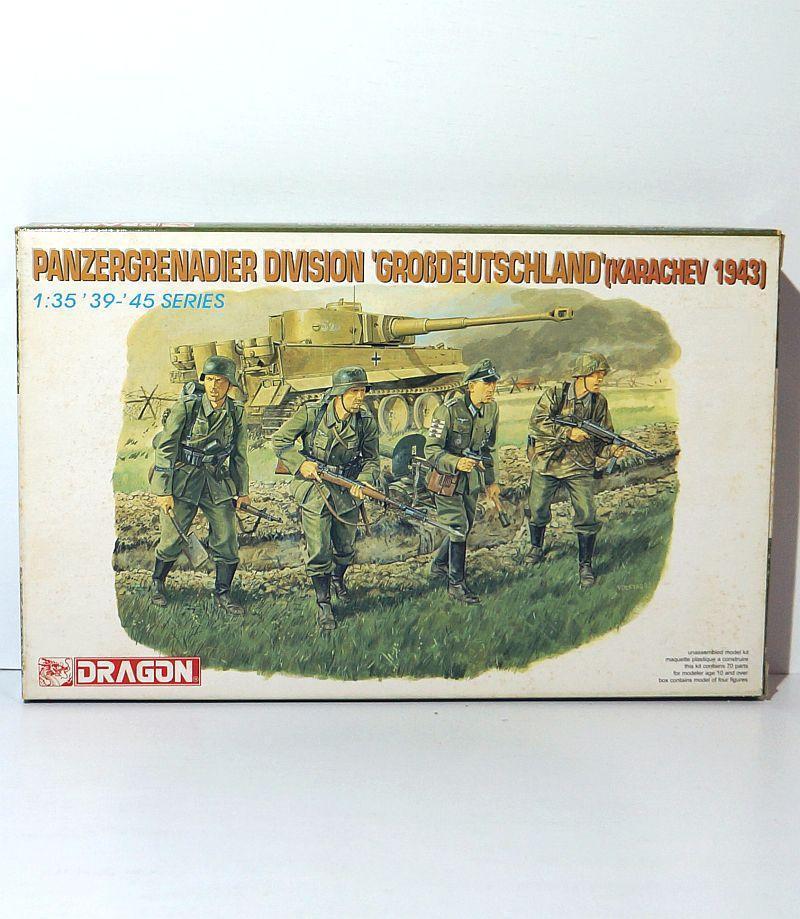 PANZERGRENADIER DIVISION 'GROßDEUTSCHLAND' (KARACHEV 1943)
1:35 '39-'45 SERIES
DRAGON
unassembled model kit
maquette plastique a construire
this kit contains 70 parts
for modeler age 10 and over
box contains model of four figures